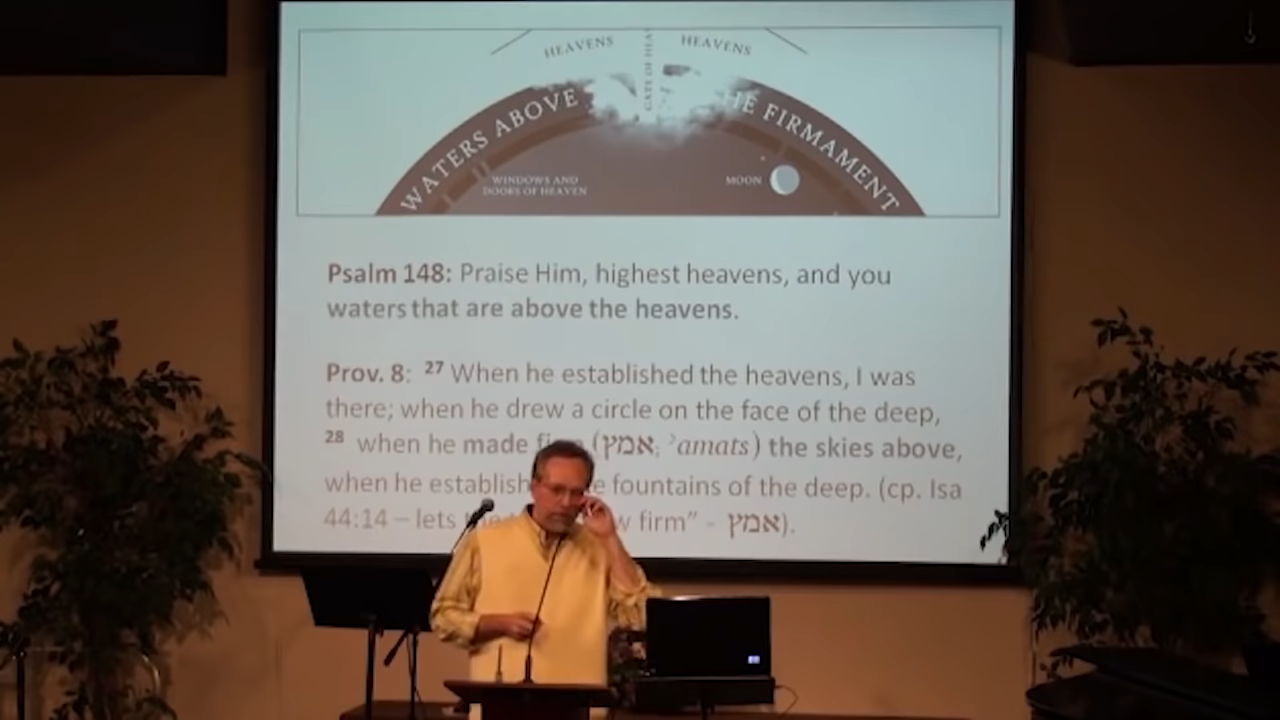 HEAVENS HEAVENS
WATERS ABOVE HE FIRMAMENT
WINDOWS AND
DOORS OF HEAVEN
MOON
Psalm 148: Praise Him, highest heavens, and you
waters that are above the heavens.
Prov. 8: 27 When he established the heavens, I was
there; when he drew a circle on the face of the deep,
28 when he made (אמץ, ʾamats) the skies above,
when he establish fountains of the deep. (cp. Isa
44:14 – lets firm” - אמץ).